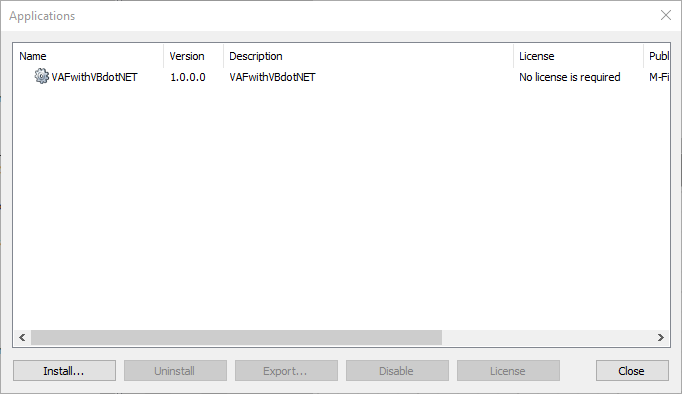 Applications
Name Version Description License Publ
VAFwithVBdotNET 1.0.0.0 VAFwithVBdotNET No license is required M-Fi
Install... Uninstall Export... Disable License Close